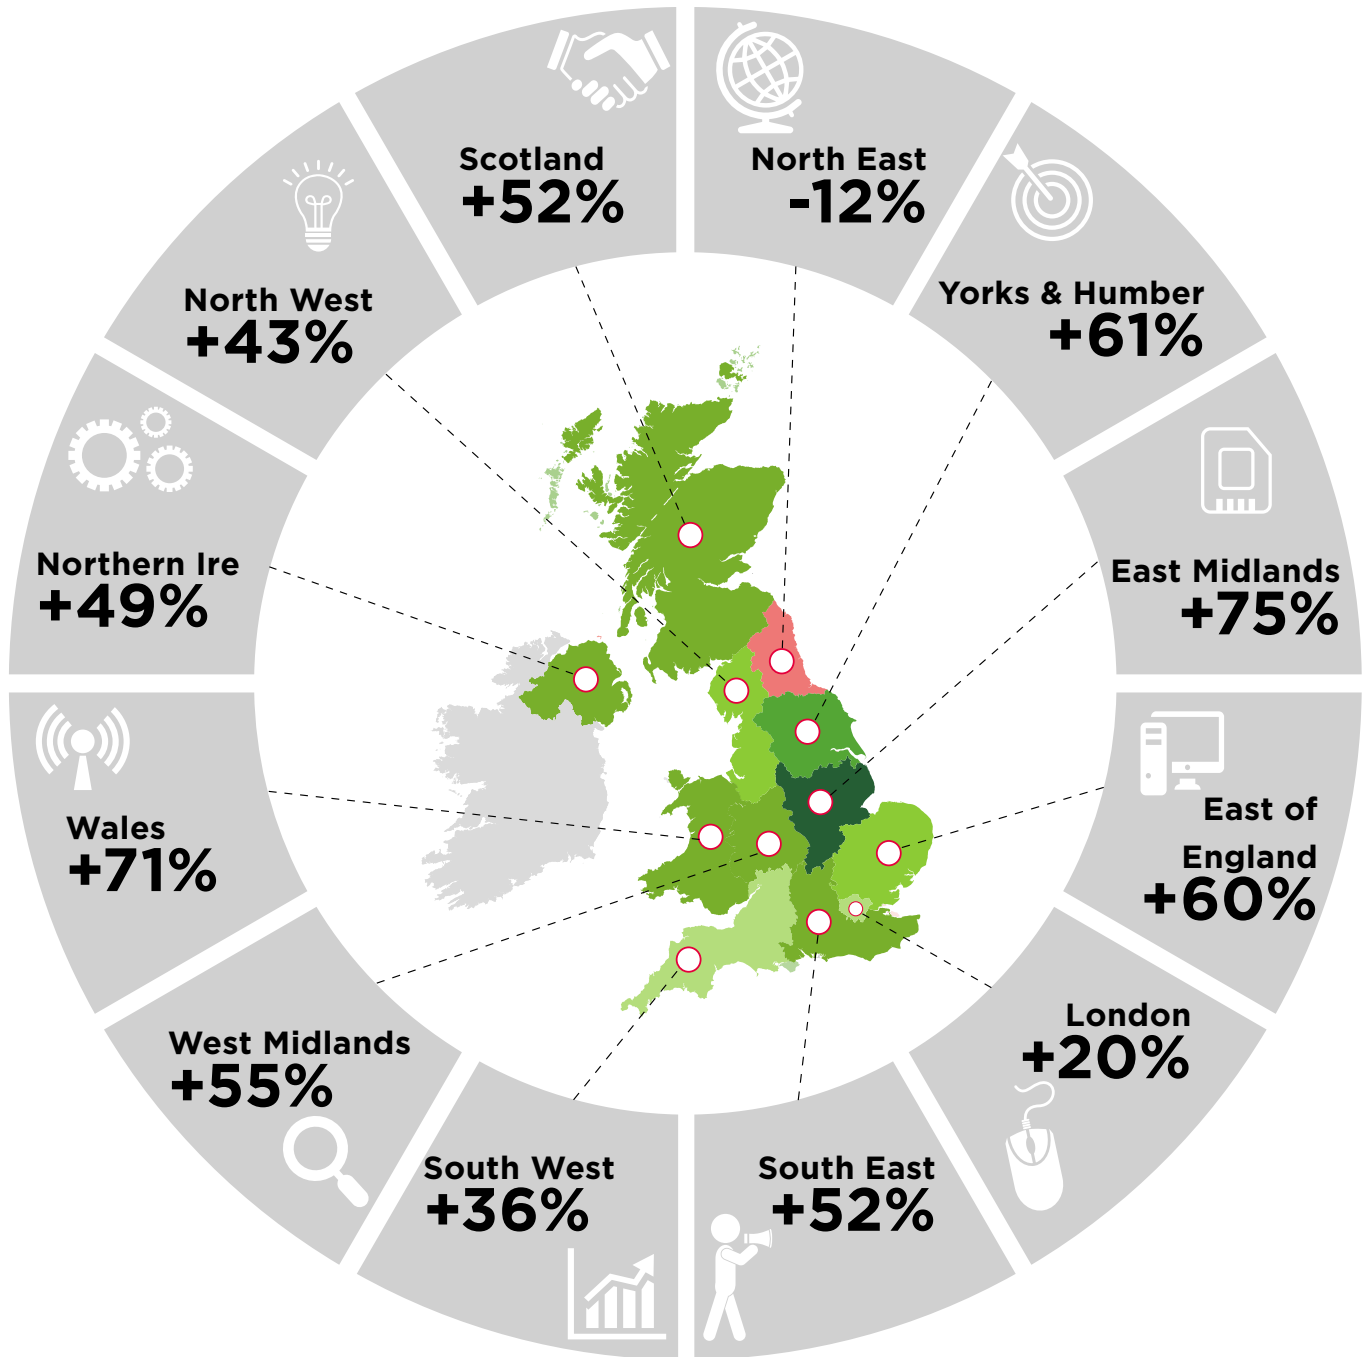 Scotland
+52%
North East
-12%
Yorks & Humber
+61%
East Midlands
+75%
East of
England
+60%
London
+20%
South East
+52%
South West
+36%
West Midlands
+55%
Wales
+71%
Northern Ire
+49%
North West
+43%